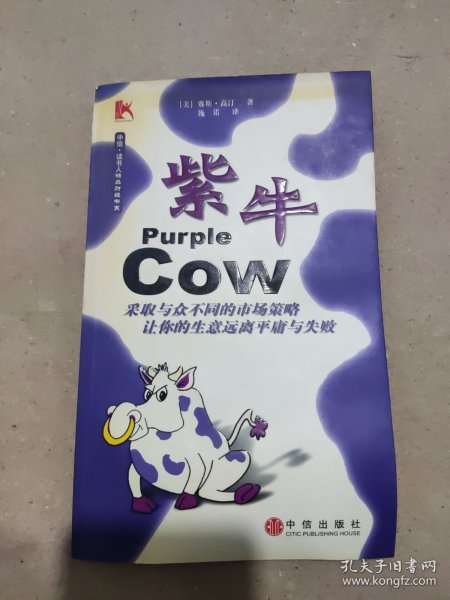 [美] 赛斯·高汀 著
施诺 译
中信·读书人精品财经书系
紫牛
Purple
Cow
采取与众不同的市场策略
让你的生意远离平庸与失败
中信出版社
CITIC PUBLISHING HOUSE
孔夫子旧书网
www.kongfz.com